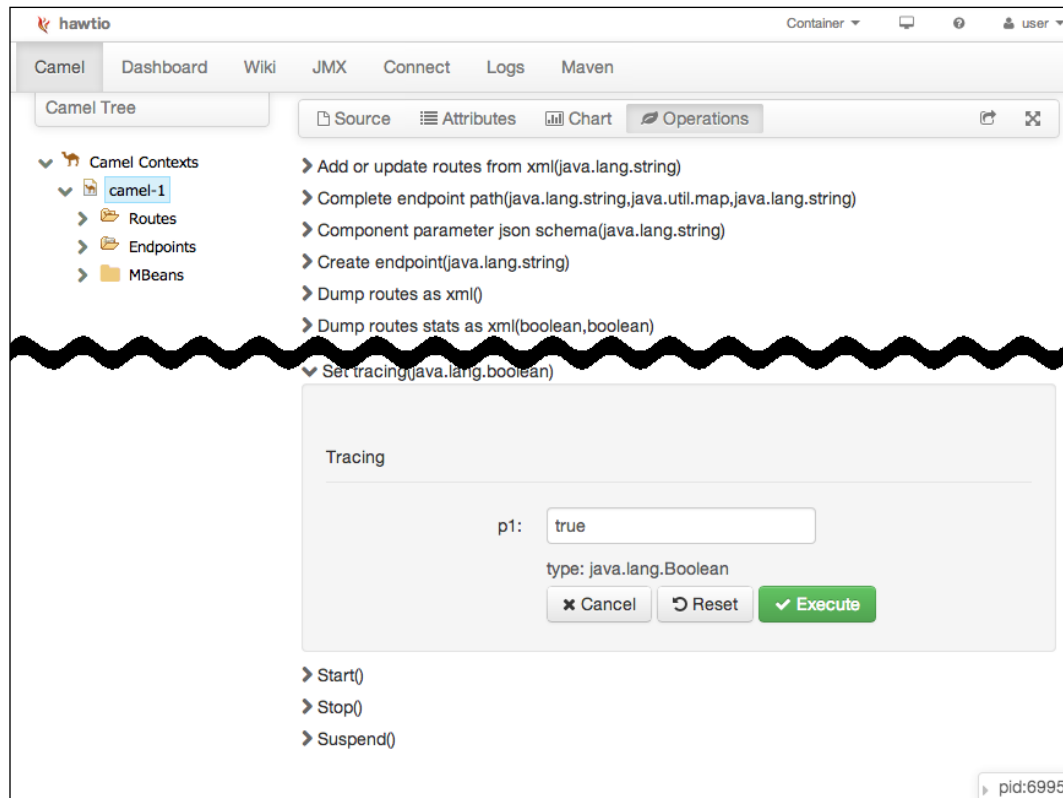 hawtio Container user
Camel Dashboard Wiki JMX Connect Logs Maven
Camel Tree
Source Attributes Chart Operations
Camel Contexts
camel-1
Routes
Endpoints
MBeans
Add or update routes from xml(java.lang.string)
Complete endpoint path(java.lang.string,java.util.map,java.lang.string)
Component parameter json schema(java.lang.string)
Create endpoint(java.lang.string)
Dump routes as xml()
Dump routes stats as xml(boolean,boolean)
Set tracing(java.lang.boolean)
Tracing
p1: true
type: java.lang.Boolean
Cancel Reset Execute
Start()
Stop()
Suspend()
pid:6995